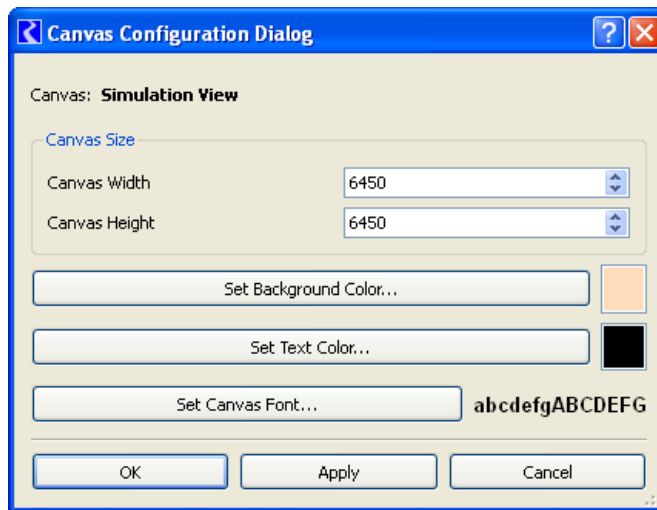 Canvas Configuration Dialog
Canvas: Simulation View
Canvas Size
Canvas Width 6450
Canvas Height 6450
Set Background Color...
Set Text Color...
Set Canvas Font... abcdefgABCDEFG
OK Apply Cancel